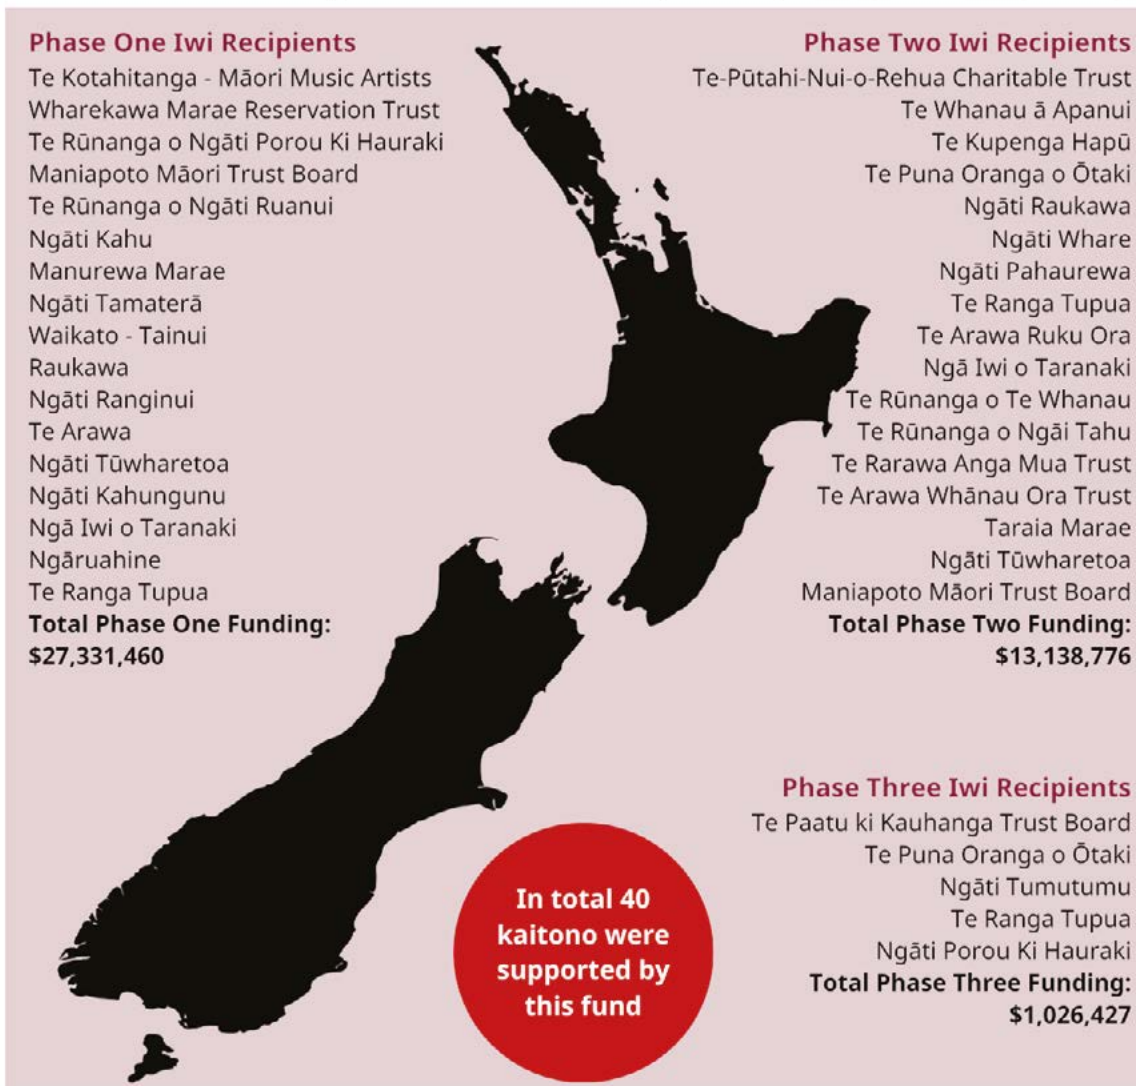 Phase One Iwi Recipients
Te Kotahitanga - Māori Music Artists
Wharekawa Marae Reservation Trust
Te Rūnanga o Ngāti Porou Ki Hauraki
Maniapoto Māori Trust Board
Te Rūnanga o Ngāti Ruanui
Ngāti Kahu
Manurewa Marae
Ngāti Tamaterā
Waikato - Tainui
Raukawa
Ngāti Ranginui
Te Arawa
Ngāti Tūwharetoa
Ngāti Kahungunu
Ngā Iwi o Taranaki
Ngāruahine
Te Ranga Tupua
Total Phase One Funding:
$27,331,460
Phase Two Iwi Recipients
Te-Pūtahi-Nui-o-Rehua Charitable Trust
Te Whanau ā Apanui
Te Kupenga Hapū
Te Puna Oranga o Ōtaki
Ngāti Raukawa
Ngāti Whare
Ngāti Pahaurewa
Te Ranga Tupua
Te Arawa Ruku Ora
Ngā Iwi o Taranaki
Te Rūnanga o Te Whanau
Te Rūnanga o Ngāi Tahu
Te Rarawa Anga Mua Trust
Te Arawa Whānau Ora Trust
Taraia Marae
Ngāti Tūwharetoa
Maniapoto Māori Trust Board
Total Phase Two Funding:
$13,138,776
Phase Three Iwi Recipients
Te Paatu ki Kauhanga Trust Board
Te Puna Oranga o Ōtaki
Ngāti Tumutumu
Te Ranga Tupua
Ngāti Porou Ki Hauraki
Total Phase Three Funding:
$1,026,427
In total 40
kaitono were
supported by
this fund